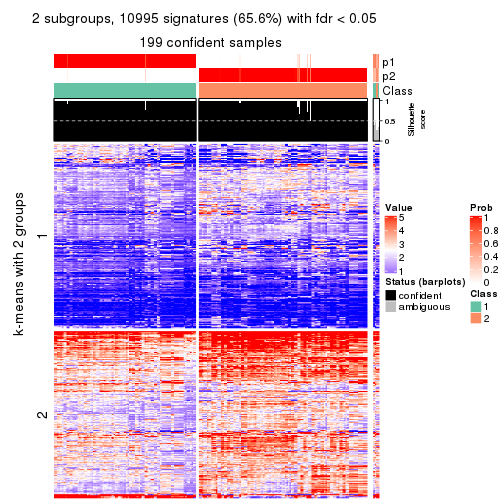 2 subgroups, 10995 signatures (65.6%) with fdr < 0.05
199 confident samples
p1
p2
Class
1
0.5
0
Silhouette
score
k-means with 2 groups
1
2
Value
5
4
3
2
1
Status (barplots)
confident
ambiguous
Prob
1
0.8
0.6
0.4
0.2
0
Class
1
2